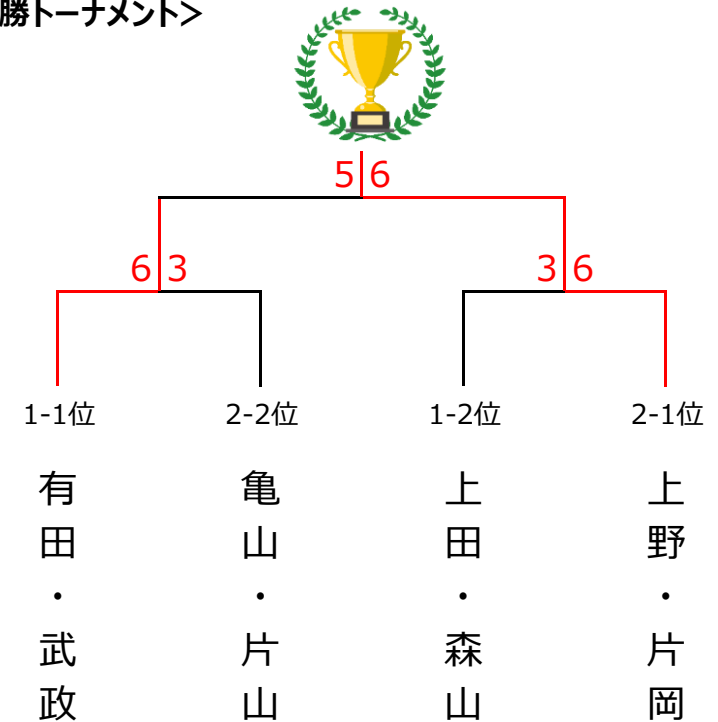 勝トーナメント＞
5 6
6 3
3 6
1-1位
2-2位
1-2位
2-1位
有田・武政
亀山・片山
上田・森山
上野・片岡